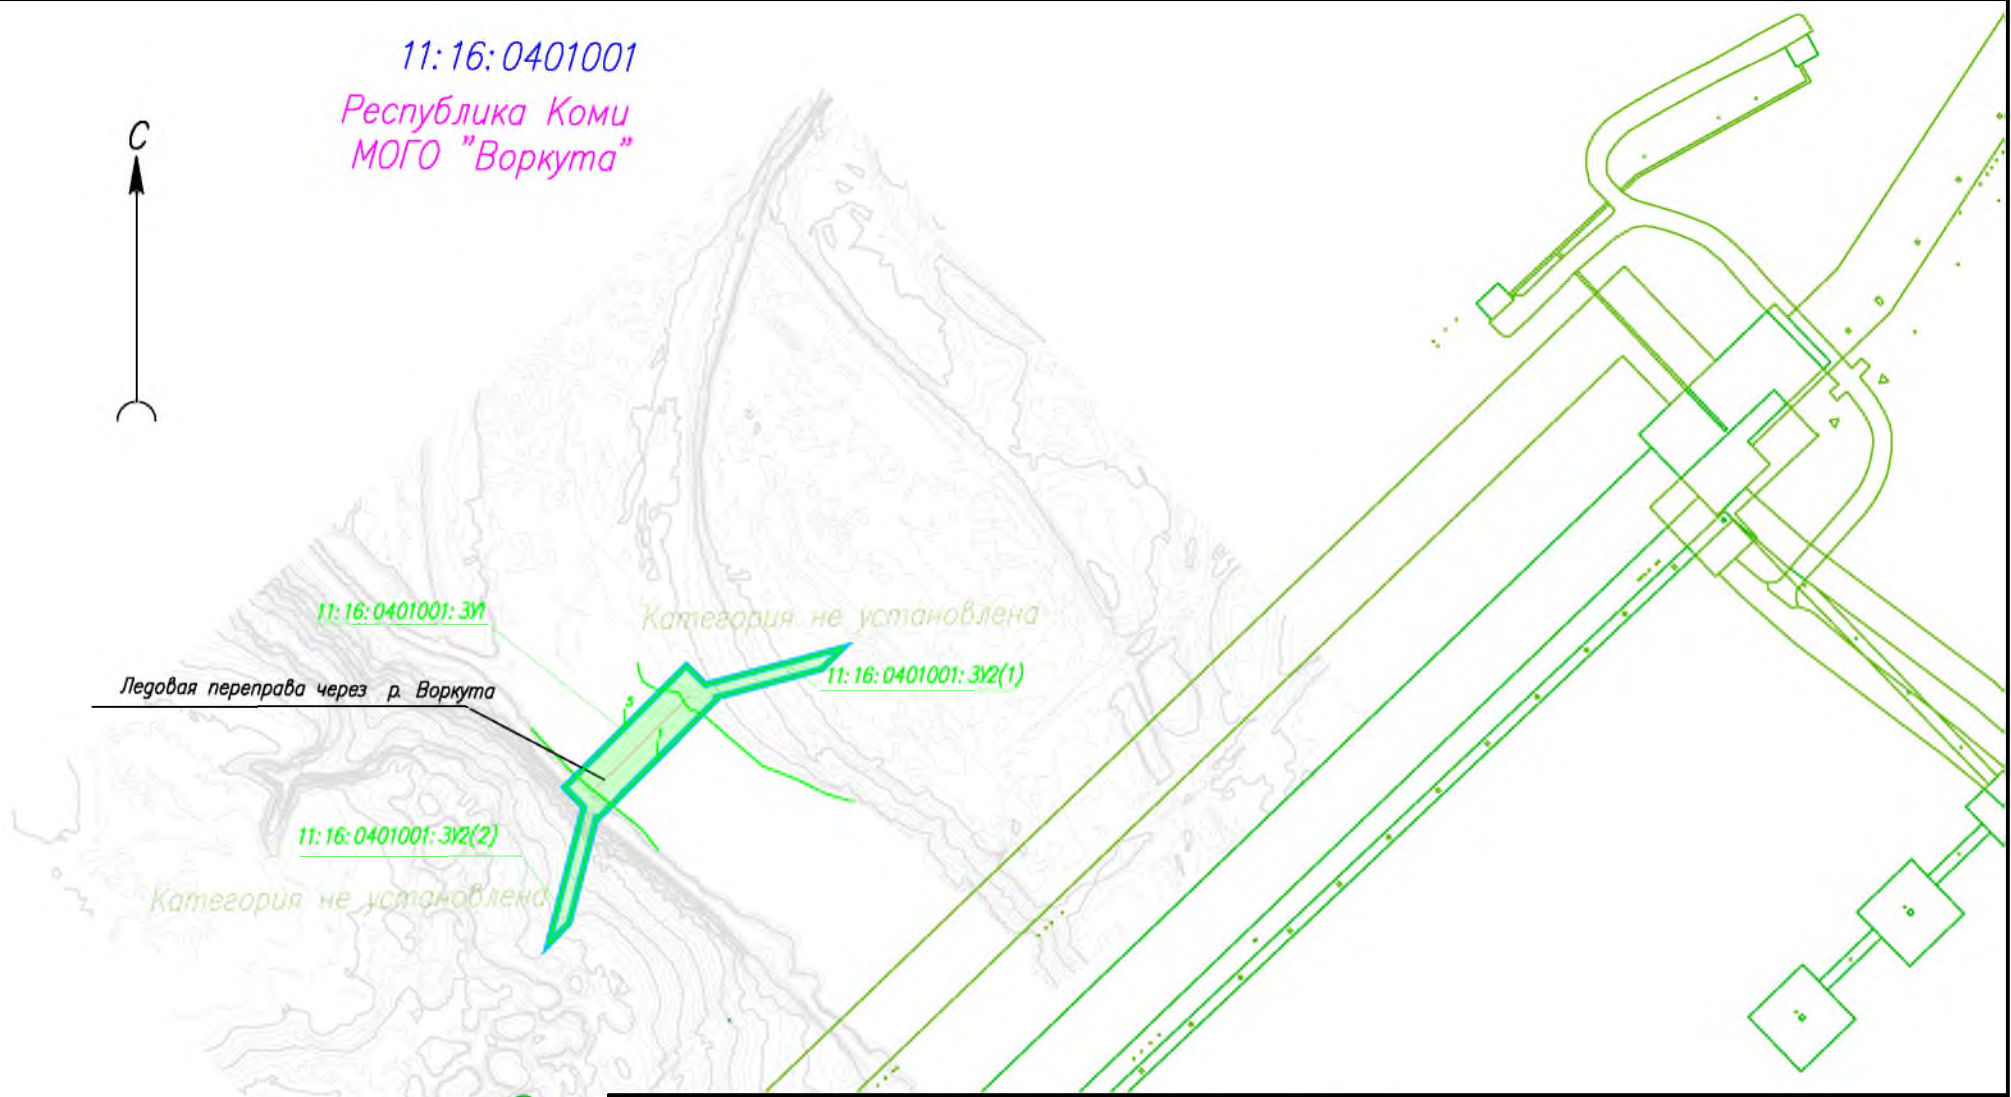 11:16:0401001
Республика Коми
МОГО "Воркута"
С
11:16:0401001:ЗУ1
Категория не установлена
11:16:0401001:ЗУ2(1)
Ледовая переправа через р. Воркута
11:16:0401001:ЗУ2(2)
Категория не установлена